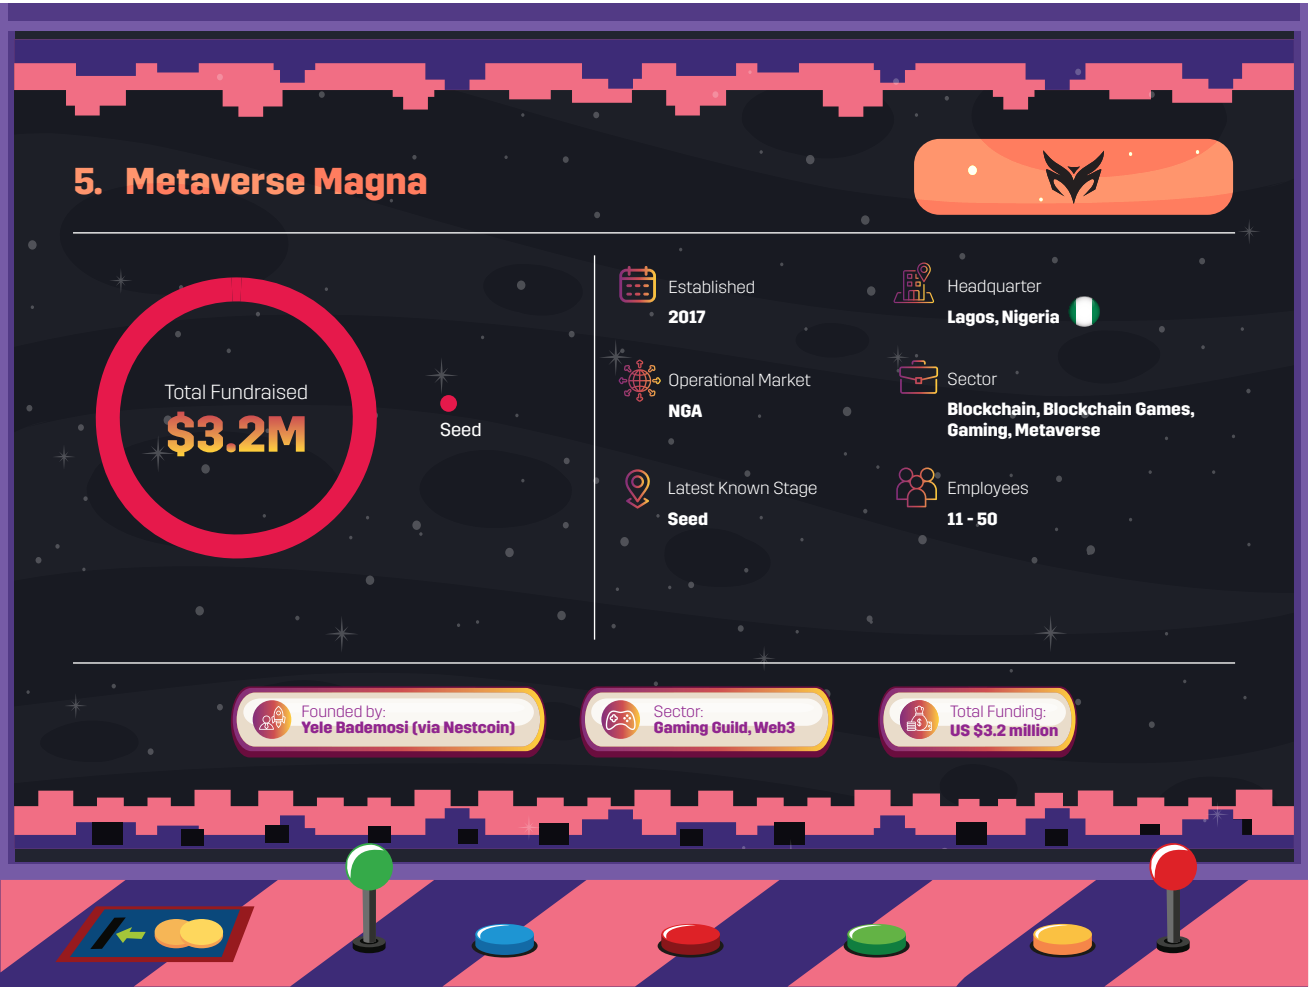 5. Metaverse Magna
Total Fundraised
$3.2M
Seed
Established
2017
Headquarter
Lagos, Nigeria
Operational Market
NGA
Sector
Blockchain, Blockchain Games,
Gaming, Metaverse
Latest Known Stage
Seed
Employees
11 - 50
Founded by:
Yele Bademosi (via Nestcoin)
Sector:
Gaming Guild, Web3
Total Funding:
US $3.2 million